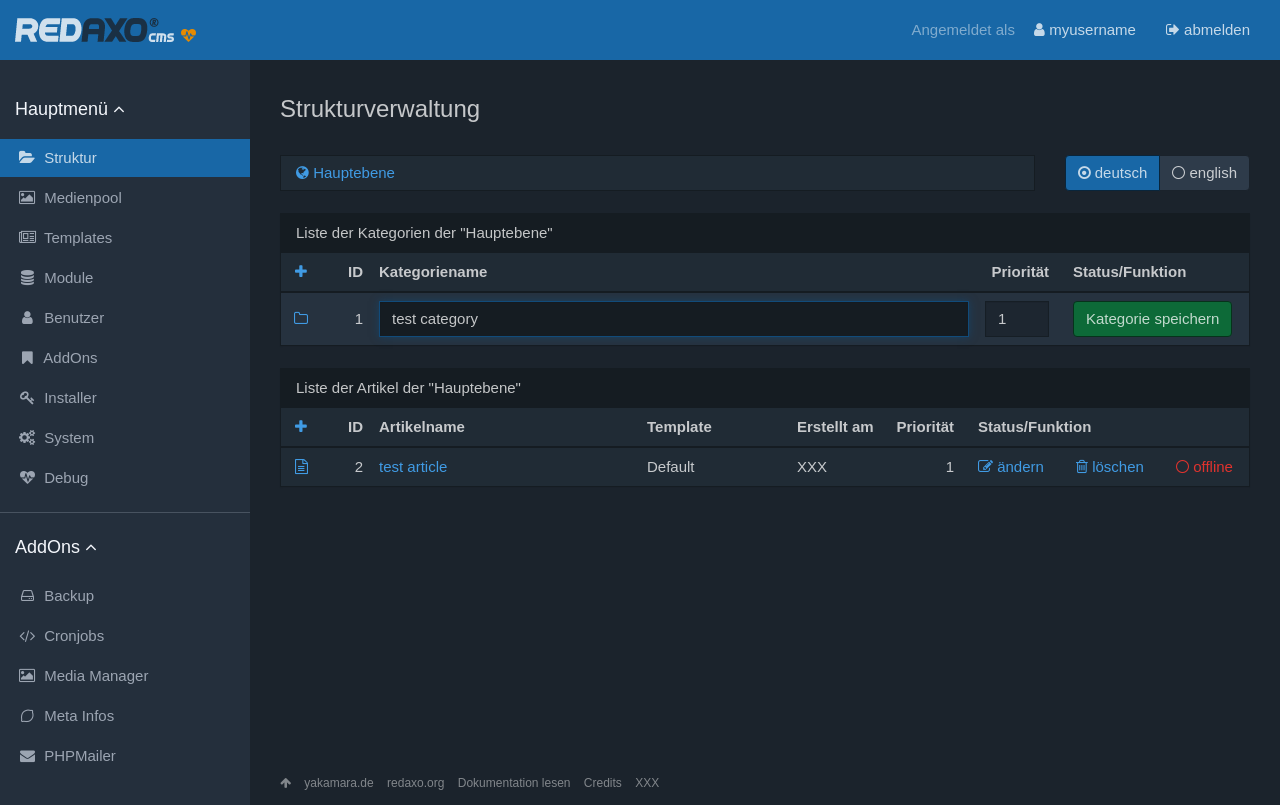 REDAXO® cms
Angemeldet als myusername abmelden
Hauptmenü
Struktur
Medienpool
Templates
Module
Benutzer
AddOns
Installer
System
Debug
AddOns
Backup
Cronjobs
Media Manager
Meta Infos
PHPMailer
Strukturverwaltung
Hauptebene
deutsch english
Liste der Kategorien der "Hauptebene"
ID Kategoriename Priorität Status/Funktion
1 test category 1 Kategorie speichern
Liste der Artikel der "Hauptebene"
ID Artikelname Template Erstellt am Priorität Status/Funktion
2 test article Default XXX 1 ändern löschen offline
yakamara.de redaxo.org Dokumentation lesen Credits XXX